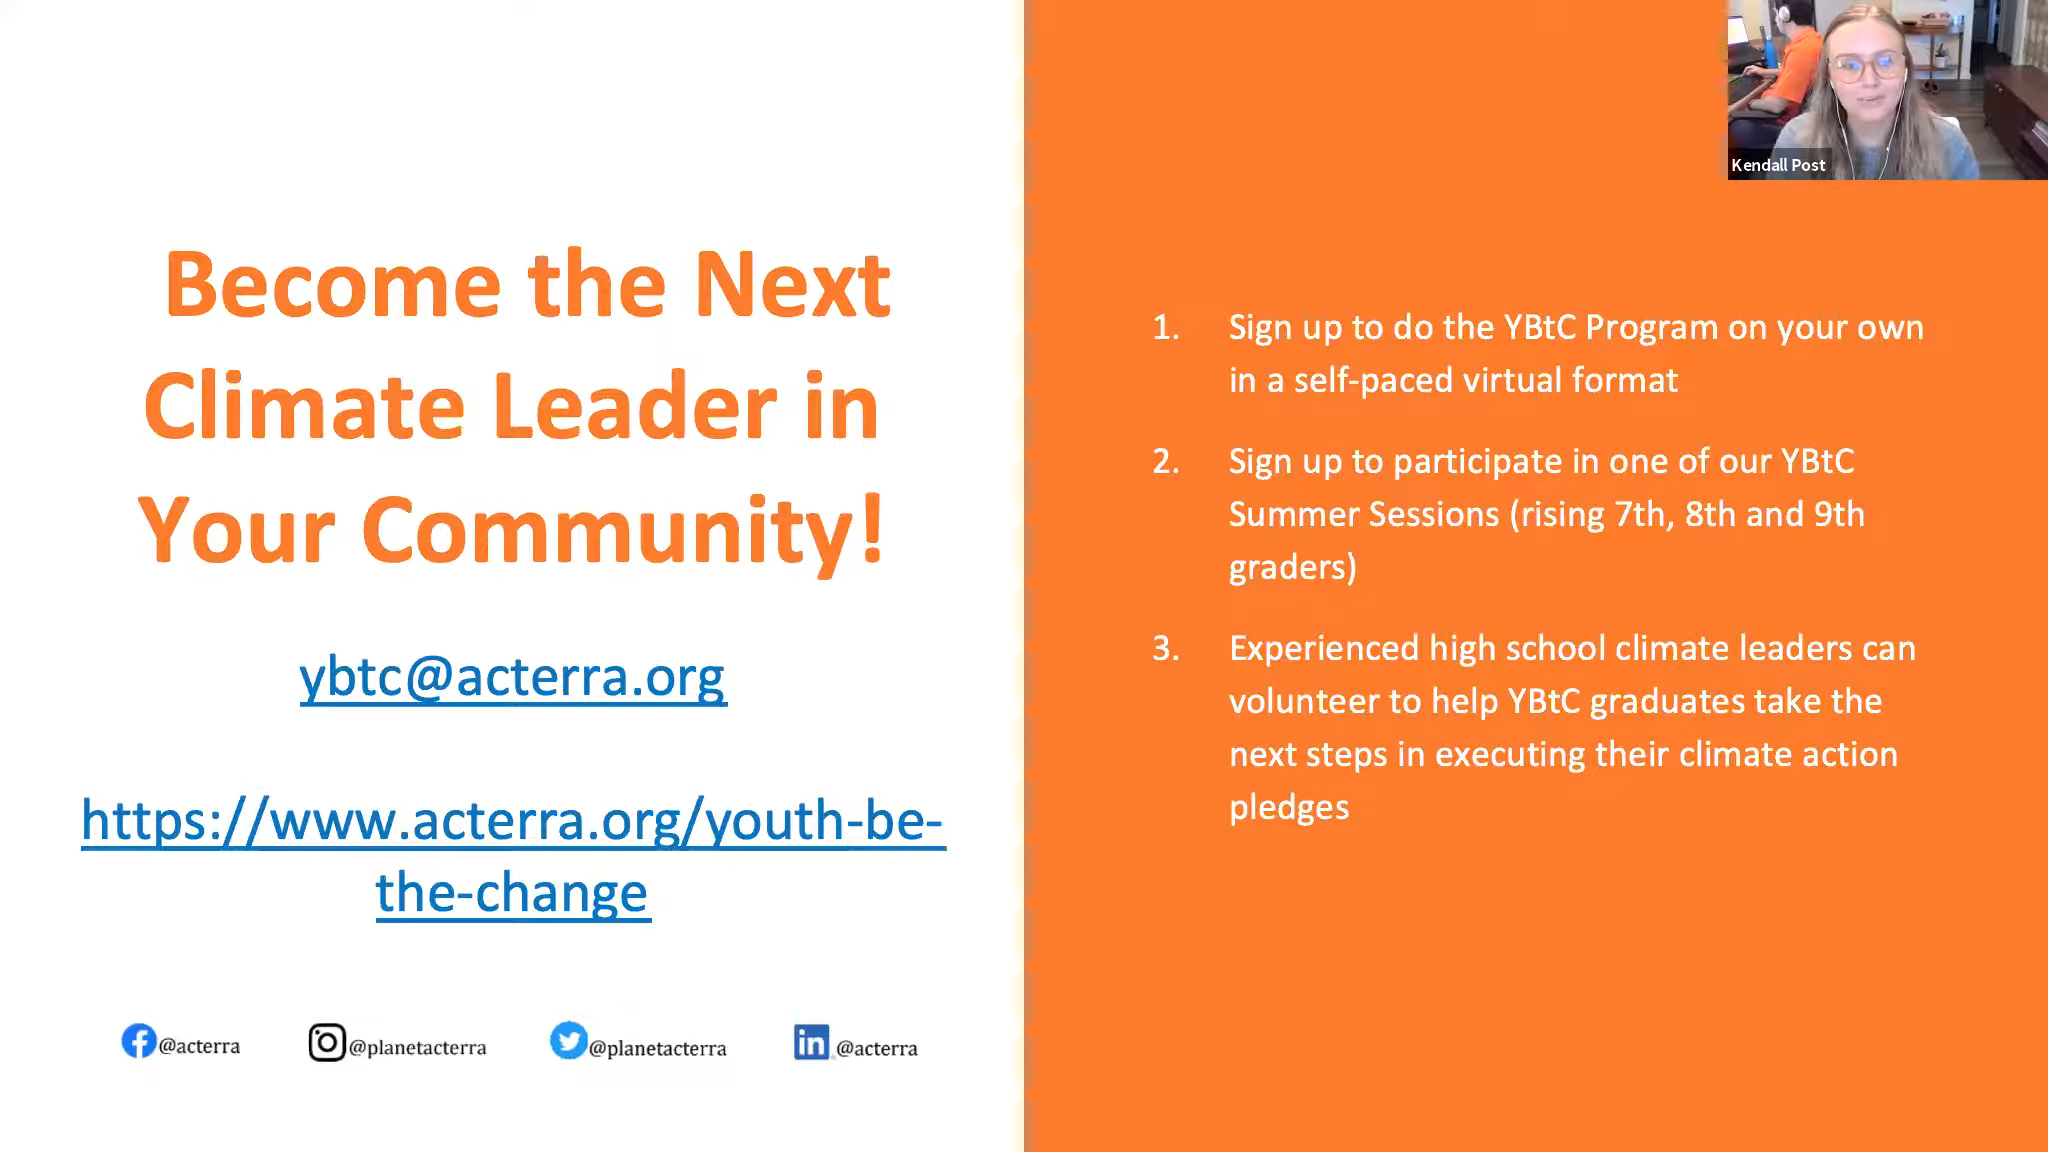 Become the Next
Climate Leader in
Your Community!
ybtc@acterra.org
https://www.acterra.org/youth-be-
the-change
@acterra
@planetacterra
@planetacterra
in @acterra
1. Sign up to do the YBtC Program on your own
in a self-paced virtual format
2. Sign up to participate in one of our YBtC
Summer Sessions (rising 7th, 8th and 9th
graders)
3. Experienced high school climate leaders can
volunteer to help YBtC graduates take the
next steps in executing their climate action
pledges
Kendall Post